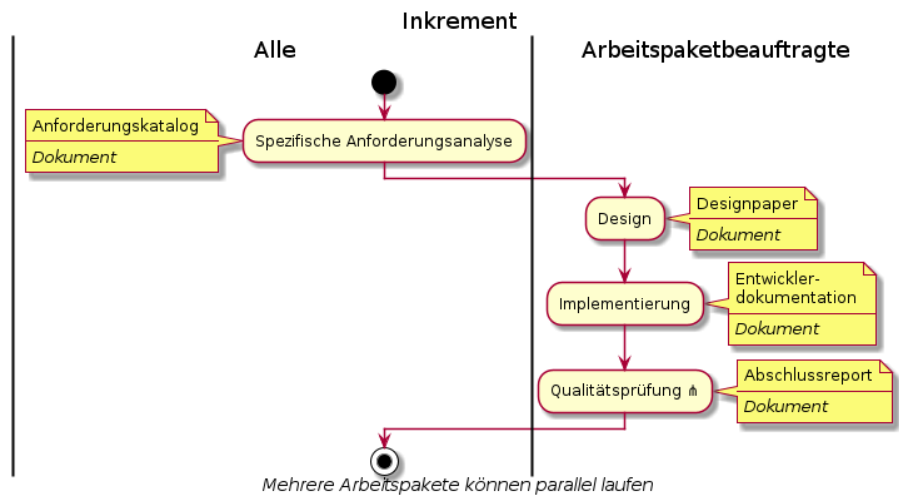 Inkrement
Alle
Arbeitspaketbeauftragte
Anforderungskatalog
Dokument
Spezifische Anforderungsanalyse
Design
Designpaper
Dokument
Implementierung
Entwickler-
dokumentation
Dokument
Qualitätsprüfung ⋔
Abschlussreport
Dokument
Mehrere Arbeitspakete können parallel laufen